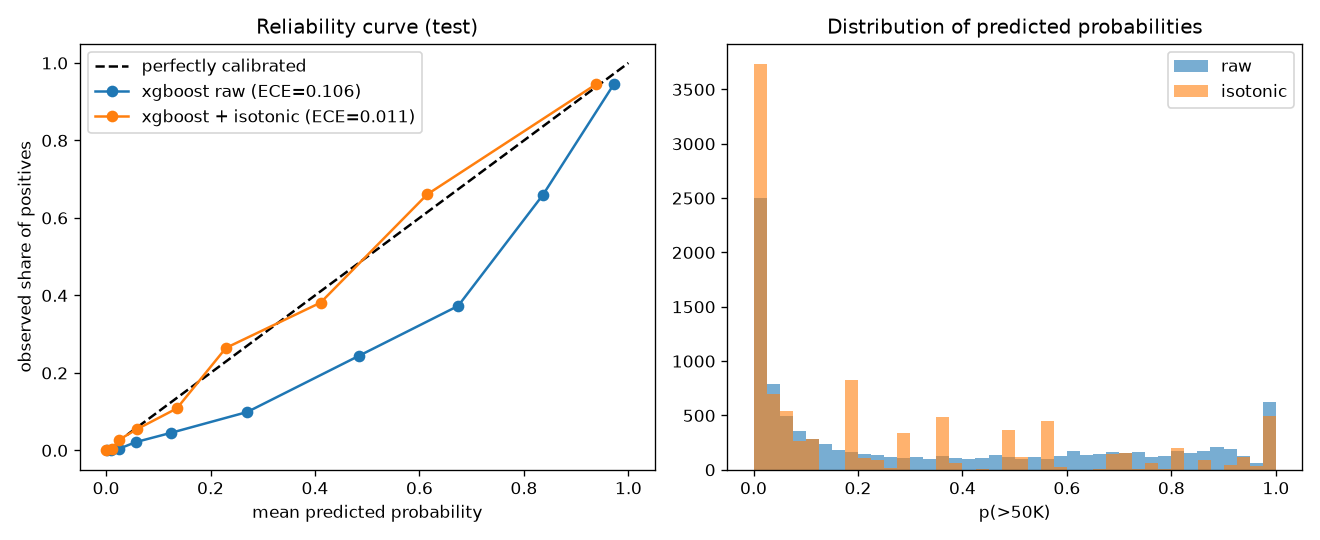 Reliability curve (test)
1.0
0.8
0.6
0.4
0.2
0.0
observed share of positives
perfectly calibrated
xgboost raw (ECE=0.106)
xgboost + isotonic (ECE=0.011)
0.0 0.2 0.4 0.6 0.8 1.0
mean predicted probability
Distribution of predicted probabilities
3500
3000
2500
2000
1500
1000
500
0
raw
isotonic
0.0 0.2 0.4 0.6 0.8 1.0
p(>50K)